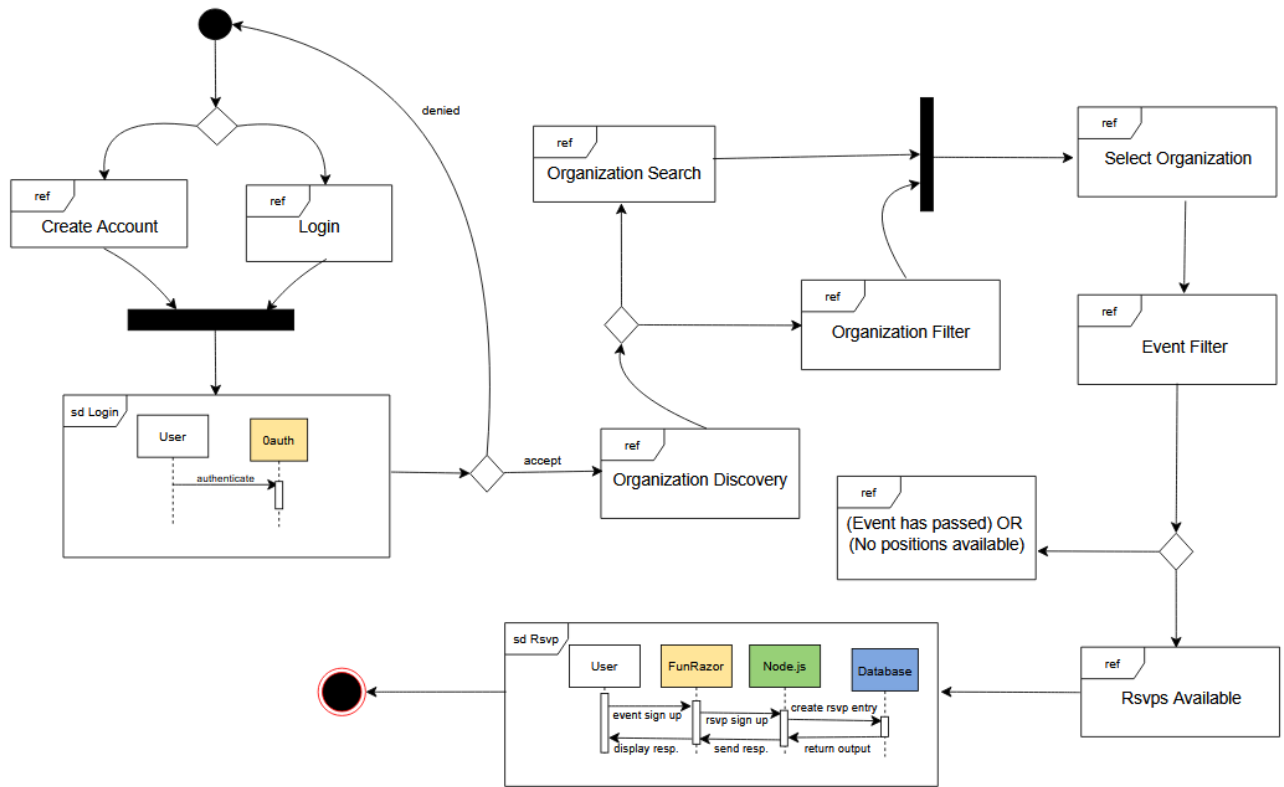 denied
ref
Organization Search
ref
Select Organization
ref
Create Account
ref
Login
ref
Organization Filter
ref
Event Filter
sd Login
User
0auth
authenticate
accept
ref
Organization Discovery
ref
(Event has passed) OR
(No positions available)
sd Rsvp
User
FunRazor
Node.js
Database
event sign up
rsvp sign up
create rsvp entry
display resp.
send resp.
return output
ref
Rsvps Available